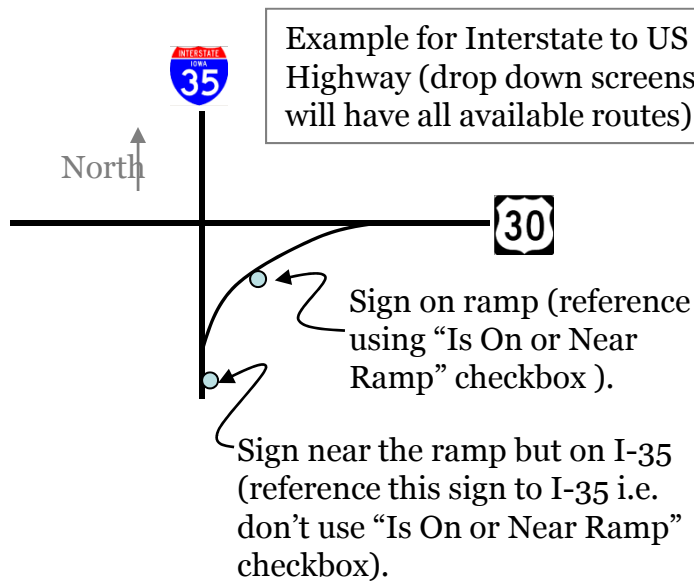 INTERSTATE
IOWA
35
Example for Interstate to US
Highway (drop down screens
will have all available routes)
North
30
Sign on ramp (reference
using “Is On or Near
Ramp” checkbox ).
Sign near the ramp but on I-35
(reference this sign to I-35 i.e.
don’t use “Is On or Near Ramp”
checkbox).